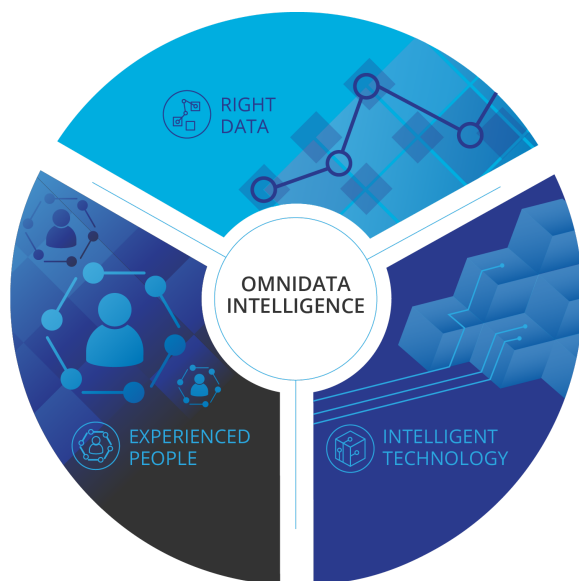 RIGHT
DATA
OMNIDATA
INTELLIGENCE
EXPERIENCED
PEOPLE
INTELLIGENT
TECHNOLOGY